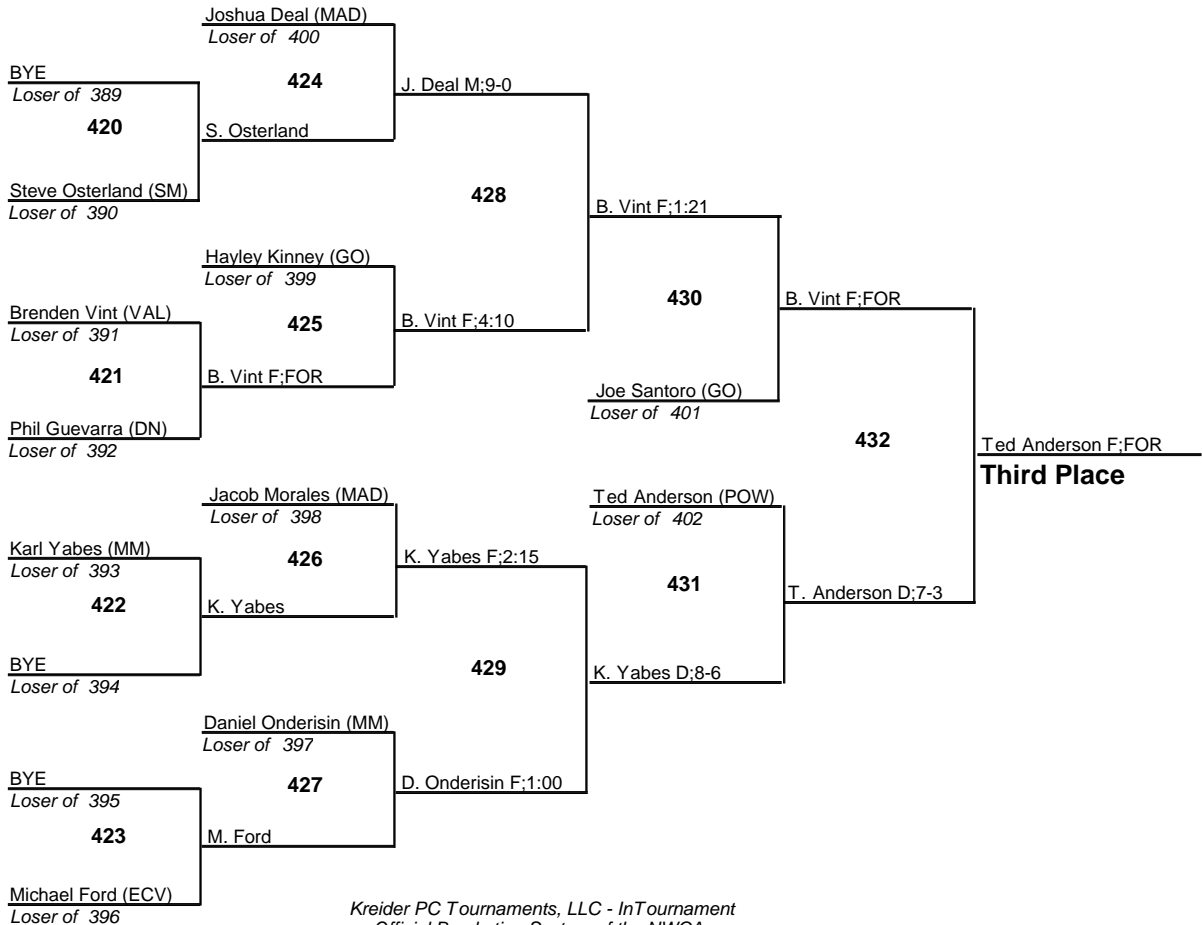 Joshua Deal (MAD)
Loser of 400
BYE
Loser of 389
424
J. Deal M;9-0
420
S. Osterland
Steve Osterland (SM)
Loser of 390
428
B. Vint F;1:21
Hayley Kinney (GO)
Loser of 399
430
B. Vint F;FOR
Brenden Vint (VAL)
Loser of 391
425
B. Vint F;4:10
421
B. Vint F;FOR
Joe Santoro (GO)
Loser of 401
Phil Guevarra (DN)
Loser of 392
432
Ted Anderson F;FOR
Third Place
Jacob Morales (MAD)
Loser of 398
Ted Anderson (POW)
Loser of 402
Karl Yabes (MM)
Loser of 393
426
K. Yabes F;2:15
431
T. Anderson D;7-3
422
K. Yabes
BYE
Loser of 394
429
K. Yabes D;8-6
Daniel Onderisin (MM)
Loser of 397
BYE
Loser of 395
427
D. Onderisin F;1:00
423
M. Ford
Michael Ford (ECV)
Loser of 396
Kreider PC Tournaments, LLC - InTournament